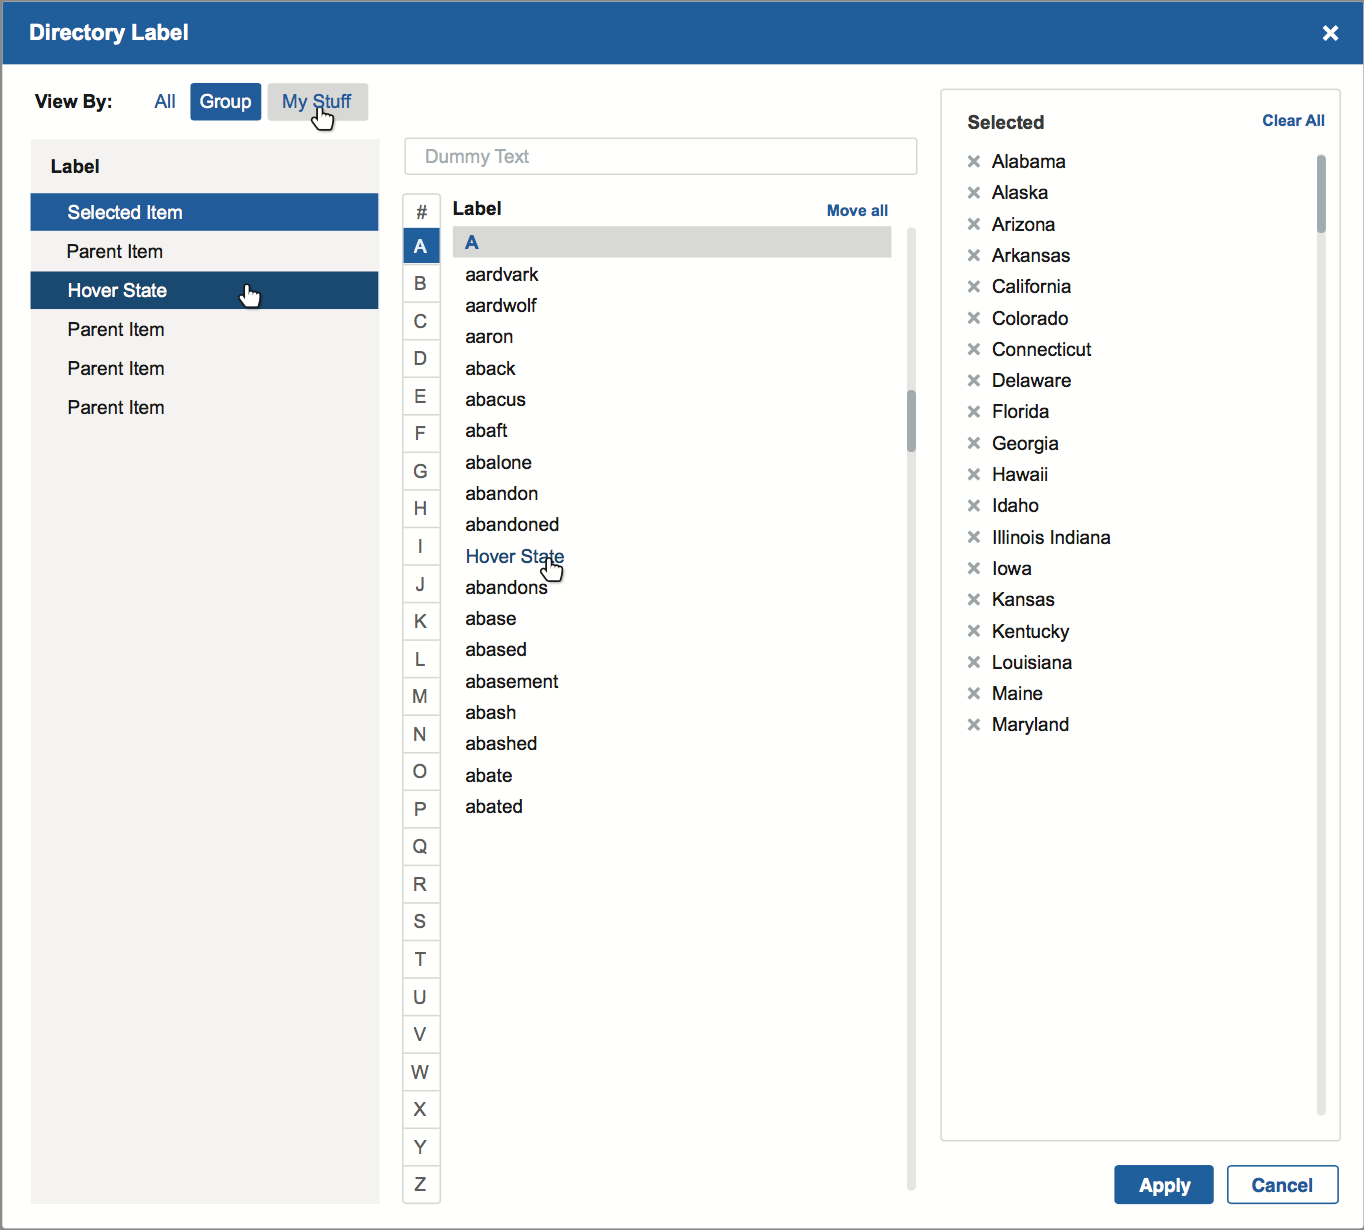 Directory Label
View By: All Group My Stuff
Label
Selected Item
Parent Item
Hover State
Parent Item
Parent Item
Parent Item
Dummy Text
#
A
B
C
D
E
F
G
H
I
J
K
L
M
N
O
P
Q
R
S
T
U
V
W
X
Y
Z
Label Move all
A
aardvark
aardwolf
aaron
aback
abacus
abaft
abalone
abandon
abandoned
Hover State
abandons
abase
abased
abasement
abash
abashed
abate
abated
Selected Clear All
Alabama
Alaska
Arizona
Arkansas
California
Colorado
Connecticut
Delaware
Florida
Georgia
Hawaii
Idaho
Illinois Indiana
Iowa
Kansas
Kentucky
Louisiana
Maine
Maryland
Apply Cancel